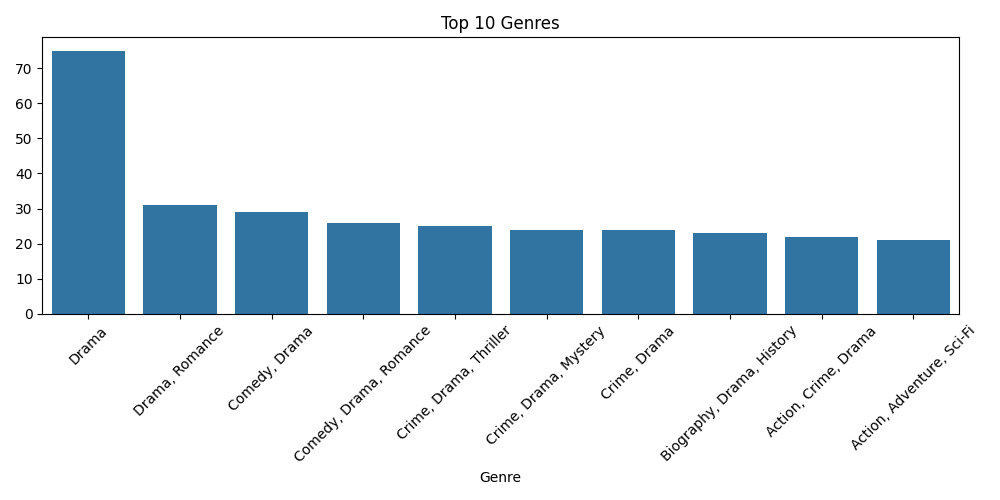 Top 10 Genres
70
60
50
40
30
20
10
0
Drama
Drama, Romance
Comedy, Drama
Comedy, Drama, Romance
Crime, Drama, Thriller
Crime, Drama, Mystery
Crime, Drama
Biography, Drama, History
Action, Crime, Drama
Action, Adventure, Sci-Fi
Genre